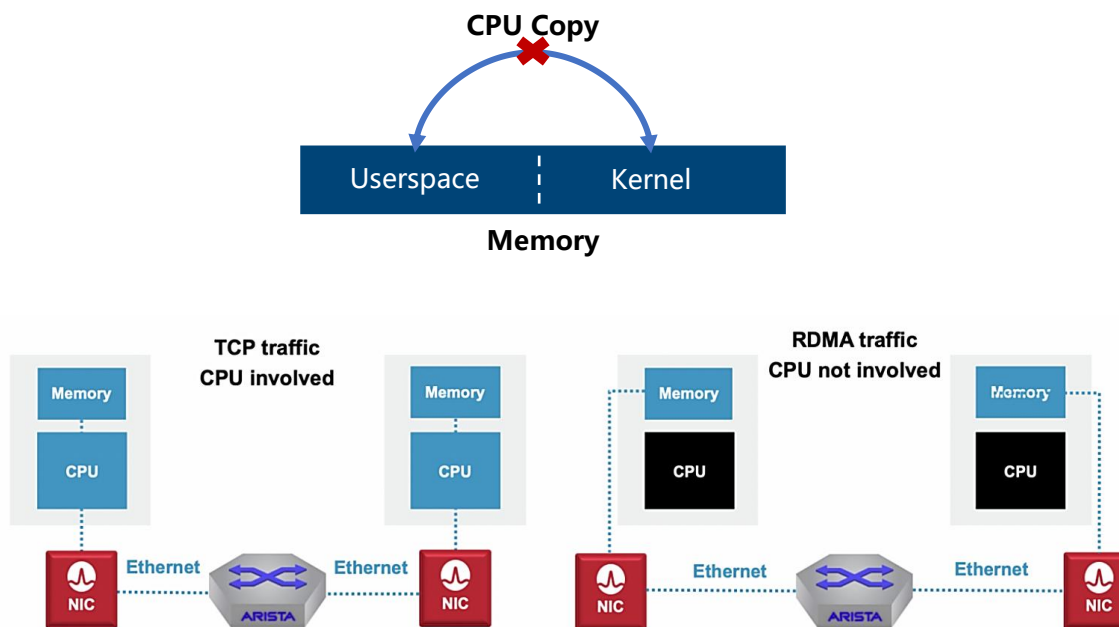 CPU Copy
Userspace
Kernel
Memory
TCP traffic
CPU involved
Memory
CPU
Memory
CPU
NIC
Ethernet
ARISTA
Ethernet
NIC
RDMA traffic
CPU not involved
Memory
CPU
Memory
CPU
NIC
Ethernet
ARISTA
Ethernet
NIC